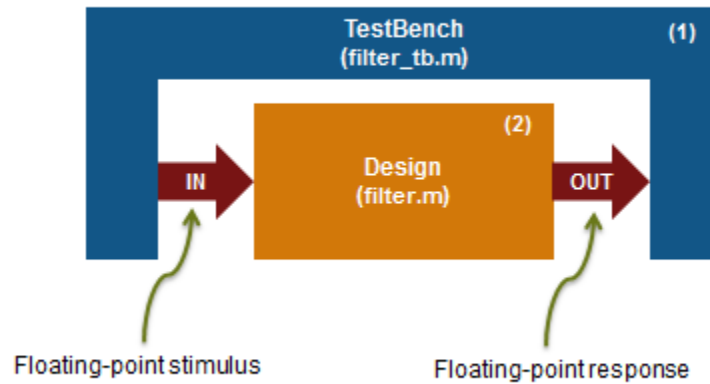 TestBench
(filter_tb.m)
(1)
(2)
Design
(filter.m)
IN
OUT
Floating-point stimulus
Floating-point response